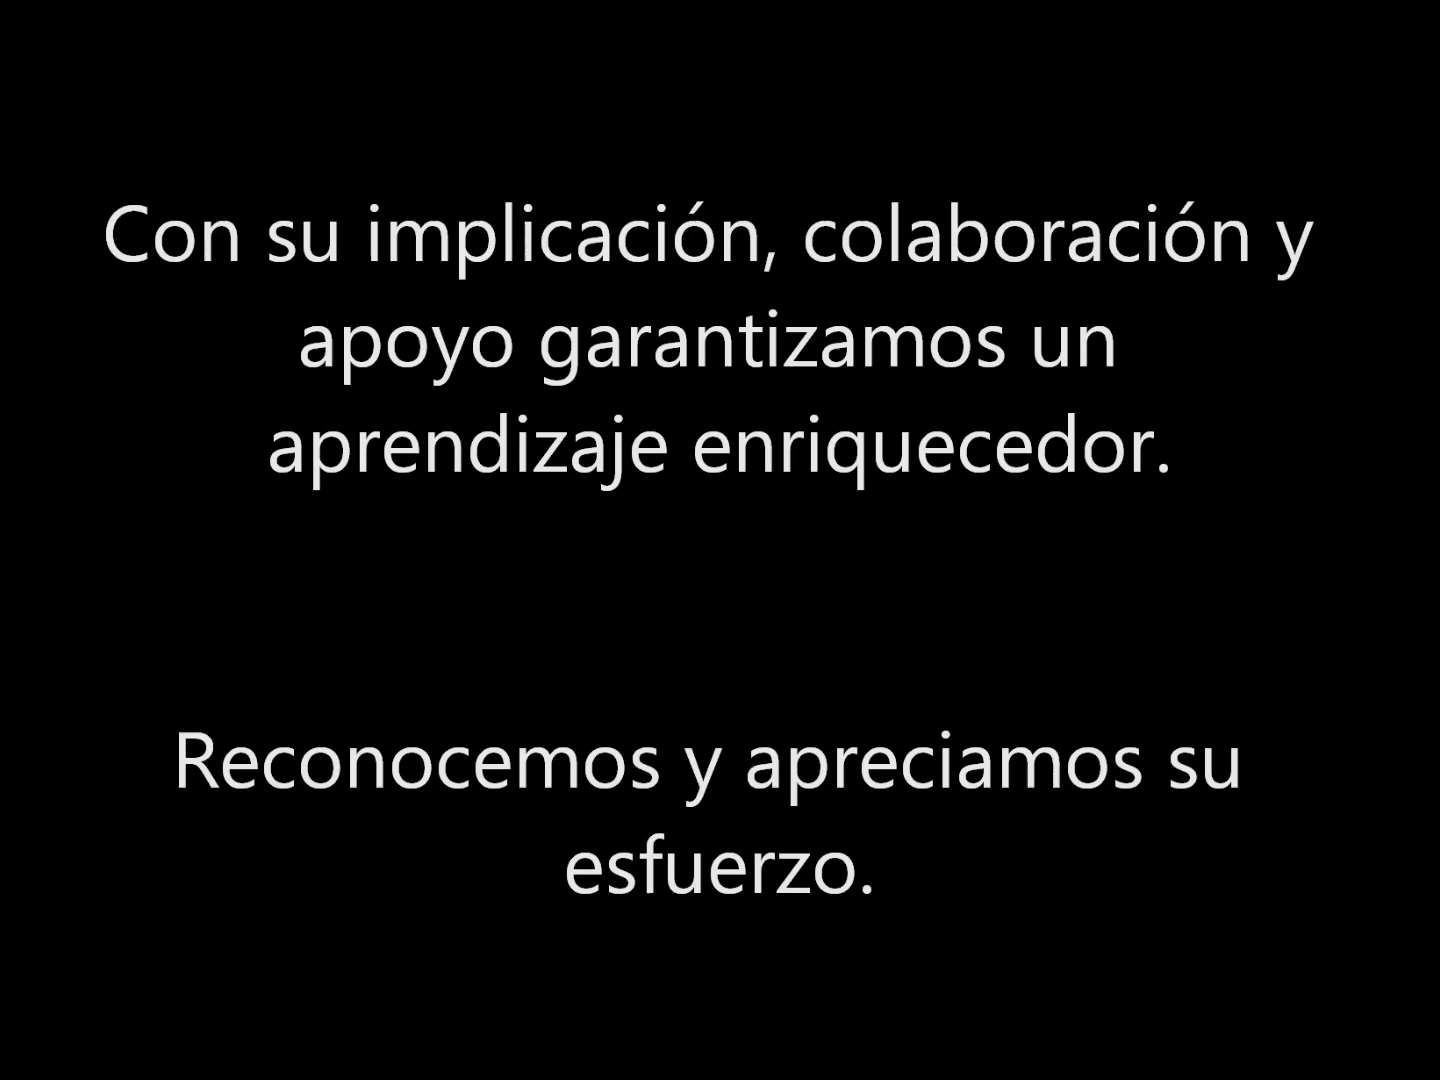 Con su implicación, colaboración y
apoyo garantizamos un
aprendizaje enriquecedor.
Reconocemos y apreciamos su
esfuerzo.